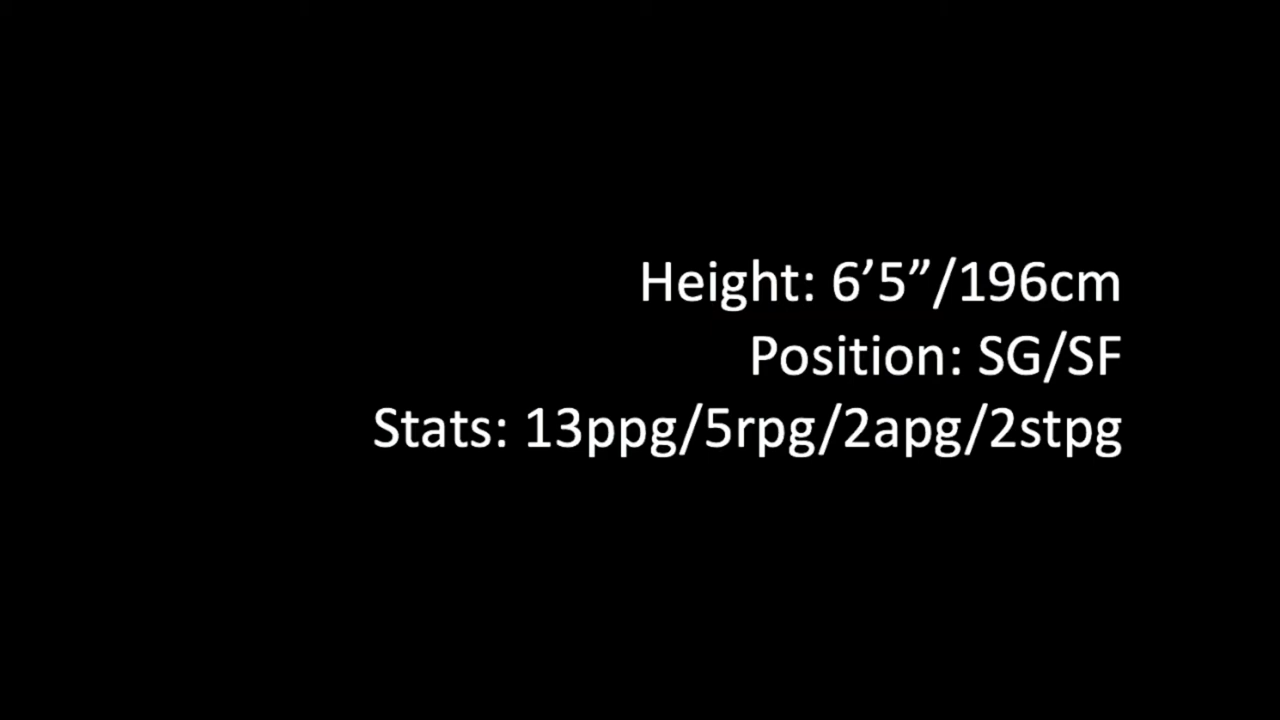 Height: 6’5”/196cm
Position: SG/SF
Stats: 13ppg/5rpg/2apg/2stpg